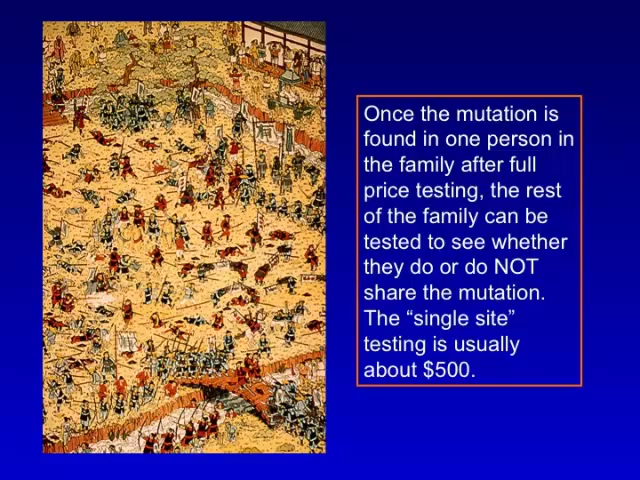 Once the mutation is
found in one person in
the family after full
price testing, the rest
of the family can be
tested to see whether
they do or do NOT
share the mutation.
The “single site”
testing is usually
about $500.